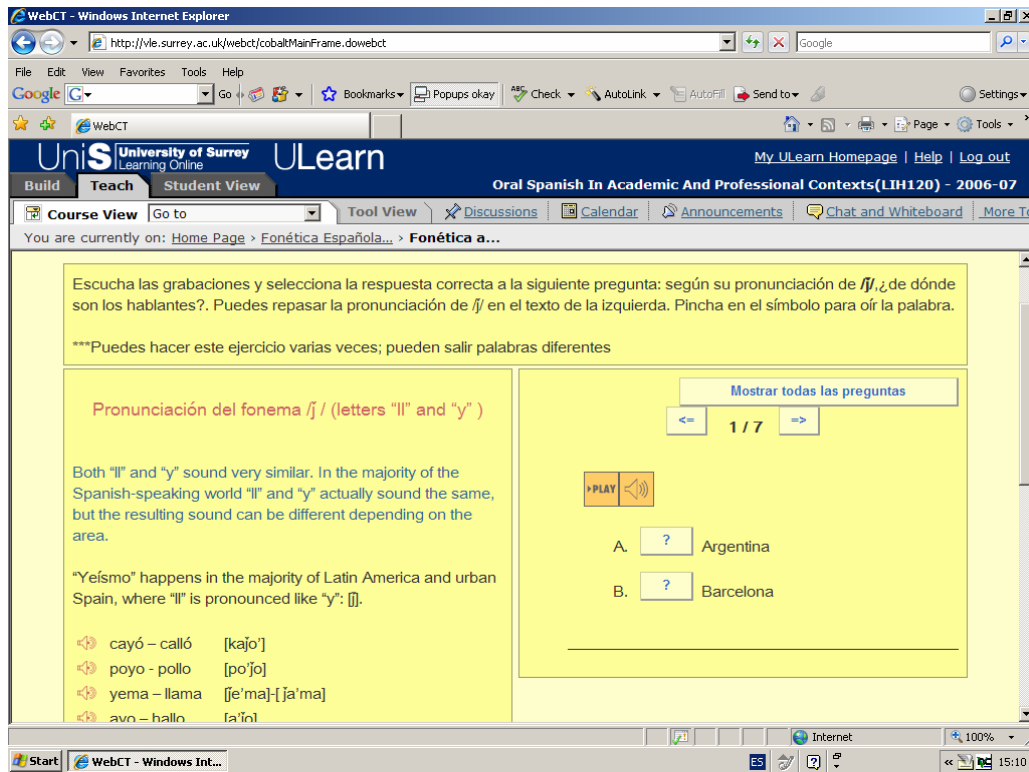 WebCT - Windows Internet Explorer
http://vle.surrey.ac.uk/webct/cobaltMainFrame.dowebct
Google
File Edit View Favorites Tools Help
Google G Go Bookmarks Popups okay Check AutoLink AutoFill Send to Settings
WebCT Page Tools
UniS University of Surrey Learning Online ULearn
My ULearn Homepage | Help | Log out
Build Teach Student View Oral Spanish In Academic And Professional Contexts(LIH120) - 2006-07
Course View Go to Tool View Discussions Calendar Announcements Chat and Whiteboard More To
You are currently on: Home Page › Fonética Española... › Fonética a...
Escucha las grabaciones y selecciona la respuesta correcta a la siguiente pregunta: según su pronunciación de /ǰ/,¿de dónde
son los hablantes?. Puedes repasar la pronunciación de /ǰ/ en el texto de la izquierda. Pincha en el símbolo para oír la palabra.
***Puedes hacer este ejercicio varias veces; pueden salir palabras diferentes
Pronunciación del fonema /ǰ / (letters “ll” and “y” )
Both “ll” and “y” sound very similar. In the majority of the
Spanish-speaking world “ll” and “y” actually sound the same,
but the resulting sound can be different depending on the
area.
“Yeísmo” happens in the majority of Latin America and urban
Spain, where “ll” is pronounced like “y”: [ǰ].
cayó – calló [kaǰo']
poyo - pollo [po'ǰo]
yema – llama [ǰe'ma]-[ ǰa'ma]
ayo – hallo [a'ǰo]
Mostrar todas las preguntas
<= 1 / 7 =>
PLAY
A. ? Argentina
B. ? Barcelona
Internet 100%
Start WebCT - Windows Int... ES 15:10